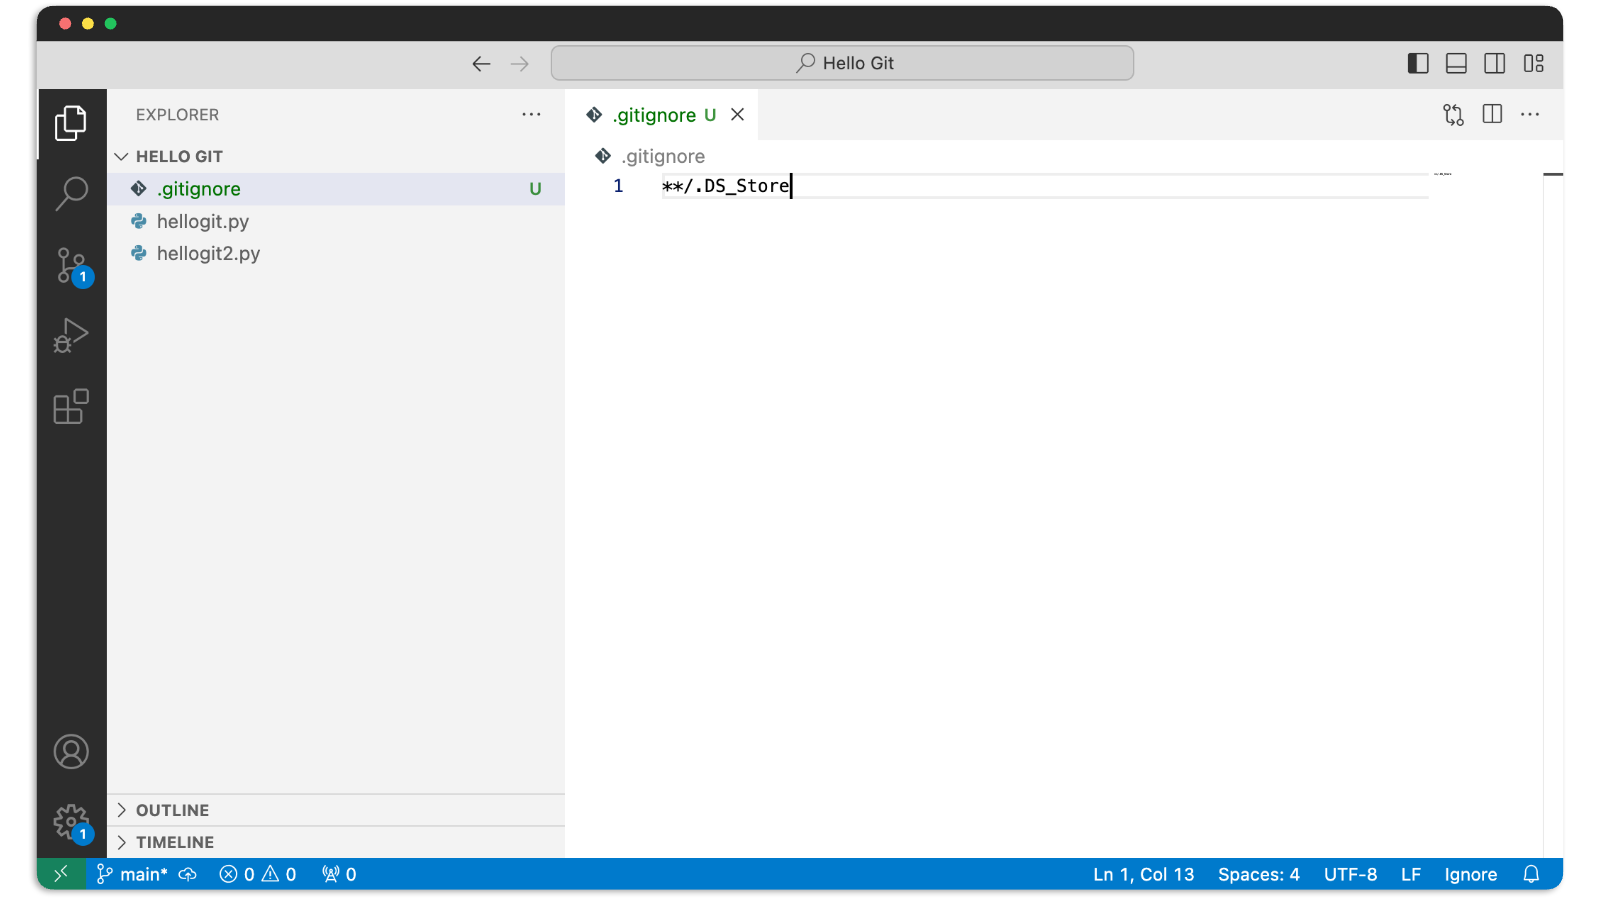 Hello Git
EXPLORER ...
HELLO GIT
.gitignore U
hellogit.py
hellogit2.py
OUTLINE
TIMELINE
.gitignore U
.gitignore
1 **/.DS_Store
1
1
main* 0 0 0 Ln 1, Col 13 Spaces: 4 UTF-8 LF Ignore